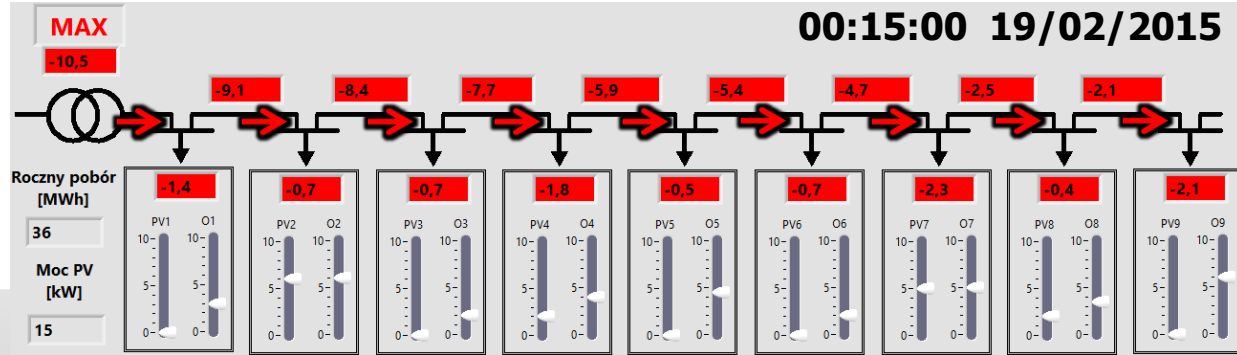 MAX
00:15:00 19/02/2015
-10,5
-9,1 -8,4 -7,7 -5,9 -5,4 -4,7 -2,5 -2,1
Roczny pobór
[MWh]
36
Moc PV
[kW]
15
-1,4
PV1 O1
10- 10-
5- 5-
0- 0-
-0,7
PV2 O2
10- 10-
5- 5-
0- 0-
-0,7
PV3 O3
10- 10-
5- 5-
0- 0-
-1,8
PV4 O4
10- 10-
5- 5-
0- 0-
-0,5
PV5 O5
10- 10-
5- 5-
0- 0-
-0,7
PV6 O6
10- 10-
5- 5-
0- 0-
-2,3
PV7 O7
10- 10-
5- 5-
0- 0-
-0,4
PV8 O8
10- 10-
5- 5-
0- 0-
-2,1
PV9 O9
10- 10-
5- 5-
0- 0-